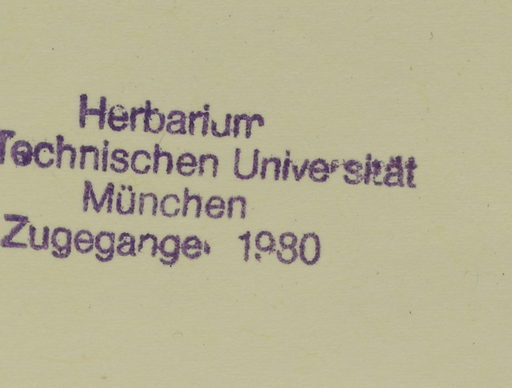 Herbarium
Technischen Universität
München
Zugegangen 1980